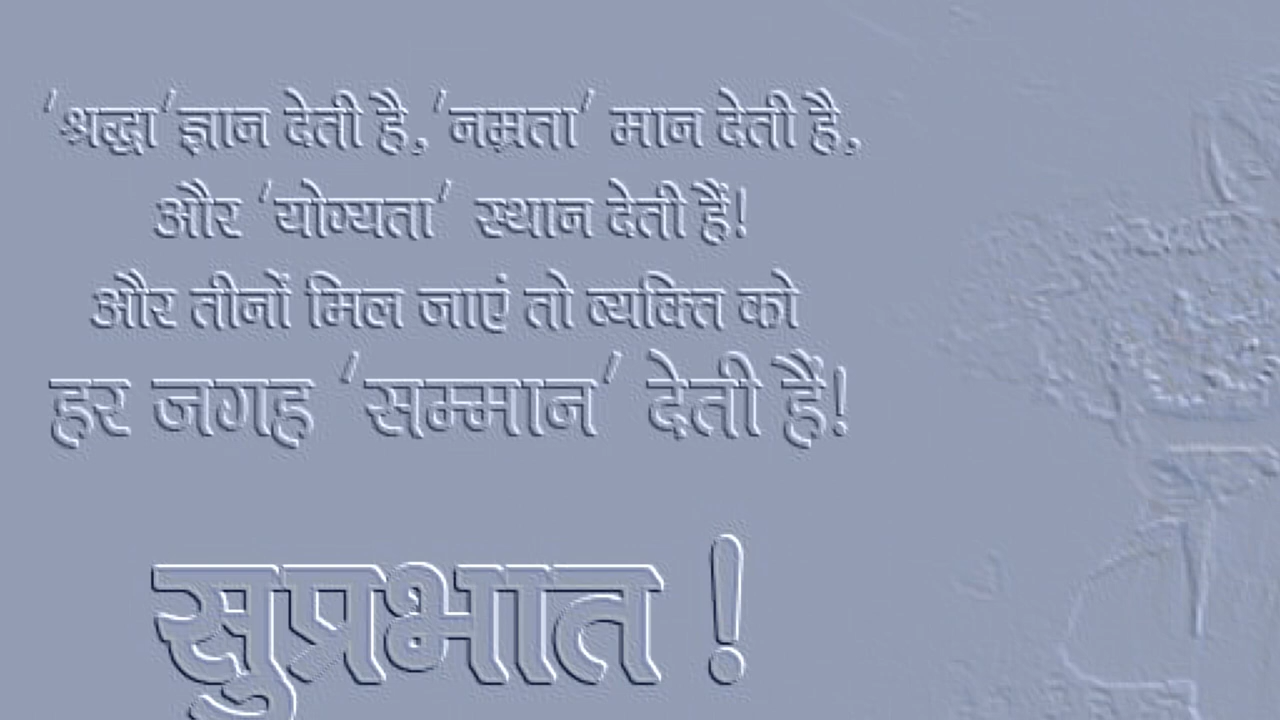 ‘श्रद्धा‘ज्ञान देती है,‘नम्रता‘ मान देती है,
और ‘योग्यता‘ स्थान देती हैं!
और तीनों मिल जाएं तो व्यक्ति को
हर जगह ‘सम्मान‘ देती हैं!
सुप्रभात !